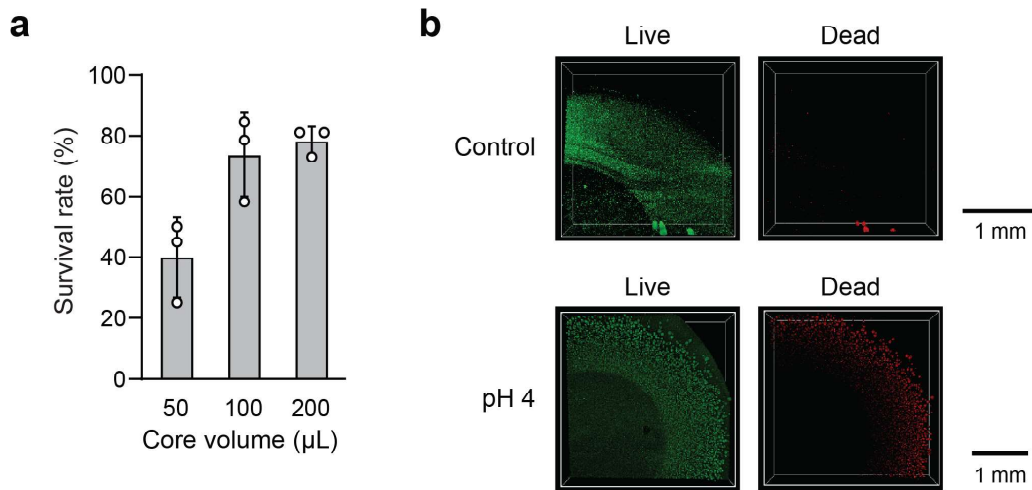 a
100
80
60
40
20
0
Survival rate (%)
50 100 200
Core volume (µL)
b
Live Dead
Control
1 mm
Live Dead
pH 4
1 mm